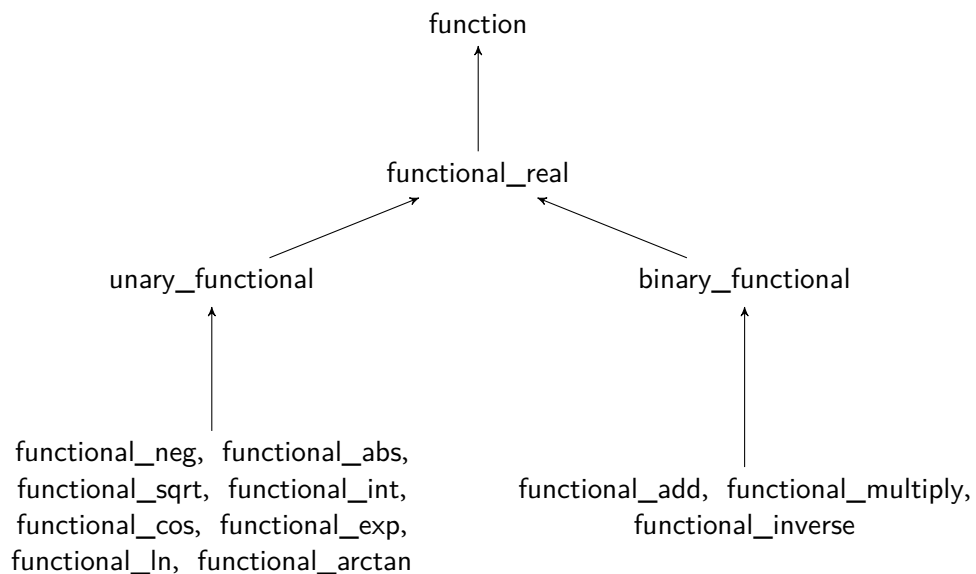 function
functional_real
unary_functional
binary_functional
functional_neg, functional_abs,
functional_sqrt, functional_int,
functional_cos, functional_exp,
functional_ln, functional_arctan
functional_add, functional_multiply,
functional_inverse